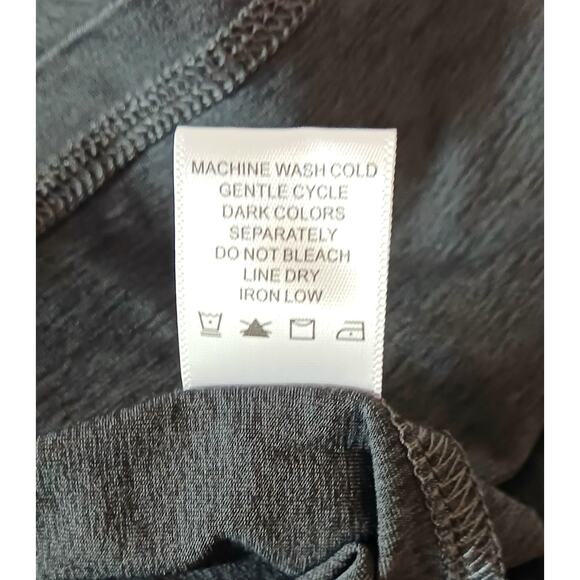 MACHINE WASH COLD
GENTLE CYCLE
DARK COLORS
SEPARATELY
DO NOT BLEACH
LINE DRY
IRON LOW